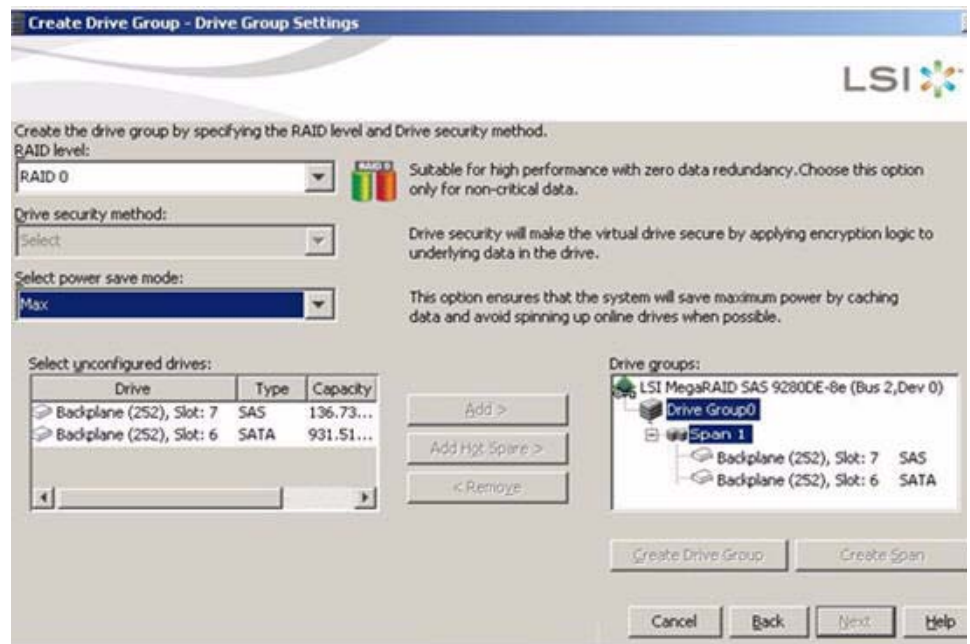 Create Drive Group - Drive Group Settings
LSI
Create the drive group by specifying the RAID level and Drive security method.
RAID level:
RAID 0
RAID 0
Suitable for high performance with zero data redundancy.Choose this option
only for non-critical data.
Drive security method:
Select
Drive security will make the virtual drive secure by applying encryption logic to
underlying data in the drive.
Select power save mode:
Max
This option ensures that the system will save maximum power by caching
data and avoid spinning up online drives when possible.
Select unconfigured drives:
Drive Type Capacity
Backplane (252), Slot: 7 SAS 136.73...
Backplane (252), Slot: 6 SATA 931.51...
Add >
Add Hot Spare >
< Remove
Drive groups:
LSI MegaRAID SAS 9280DE-8e (Bus 2,Dev 0)
Drive Group0
Span 1
Backplane (252), Slot: 7 SAS
Backplane (252), Slot: 6 SATA
Create Drive Group Create Span
Cancel Back Next Help